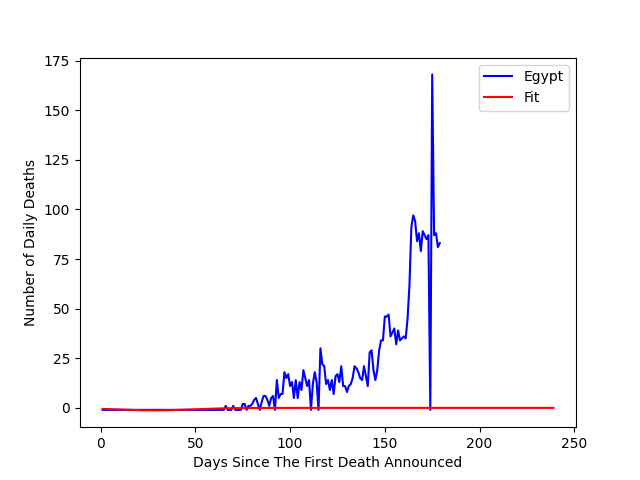 175
150
125
100
75
50
25
0
Number of Daily Deaths
Egypt
Fit
0 50 100 150 200 250
Days Since The First Death Announced